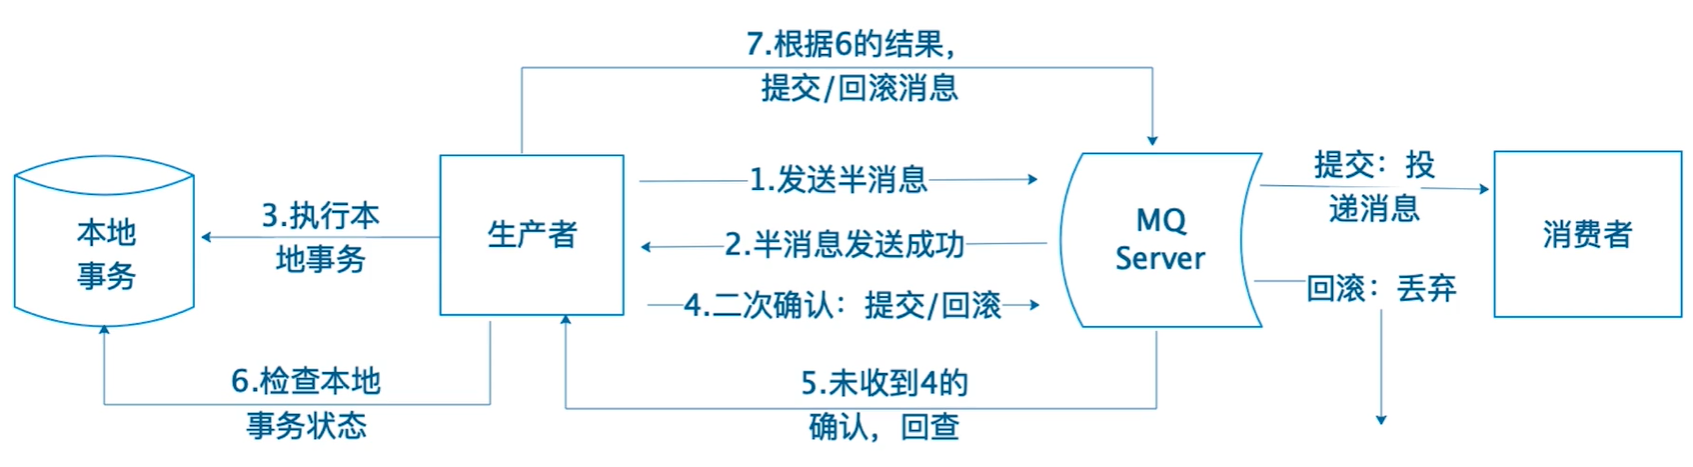 7.根据6的结果，
提交/回滚消息
1.发送半消息
提交：投
递消息
3.执行本
地事务
本地
事务
生产者
2.半消息发送成功
MQ
Server
消费者
4.二次确认：提交/回滚
回滚：丢弃
6.检查本地
事务状态
5.未收到4的
确认，回查